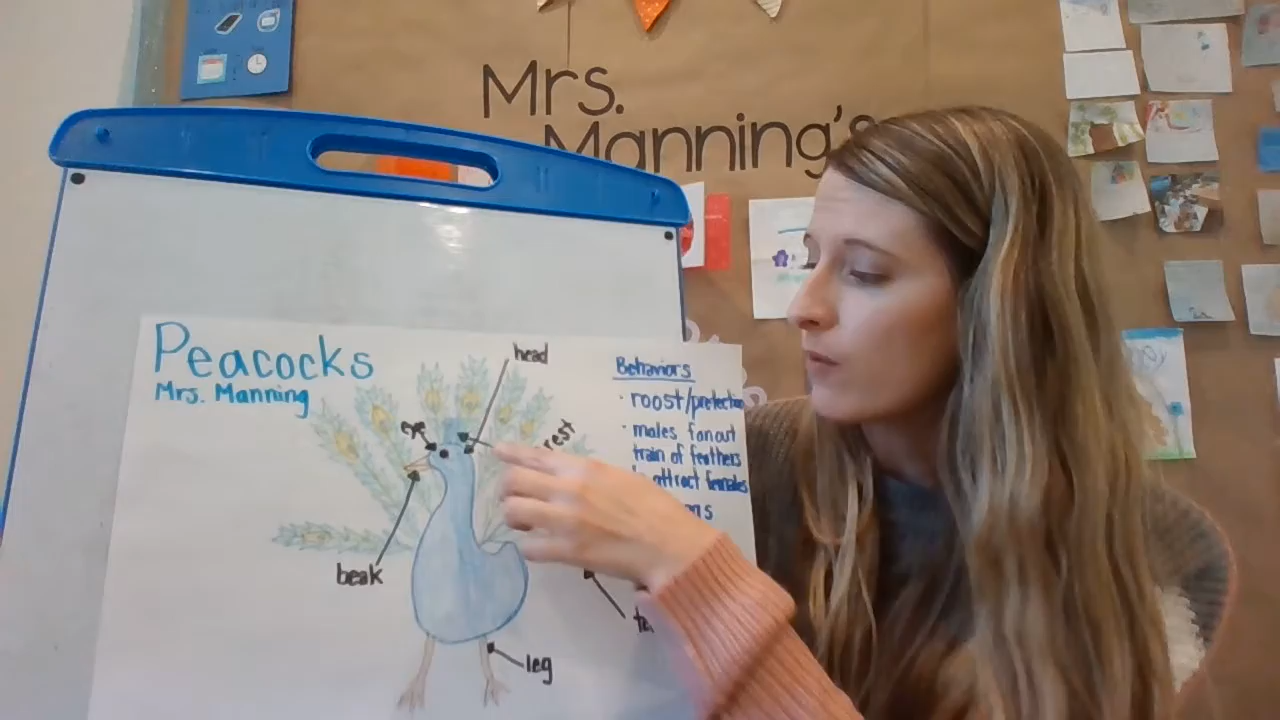 Mrs.
Manning's
Peacocks
Mrs. Manning
head
eye
rest
beak
leg
Behaviors
· roost/protection
· males fan out
train of feathers
attract females